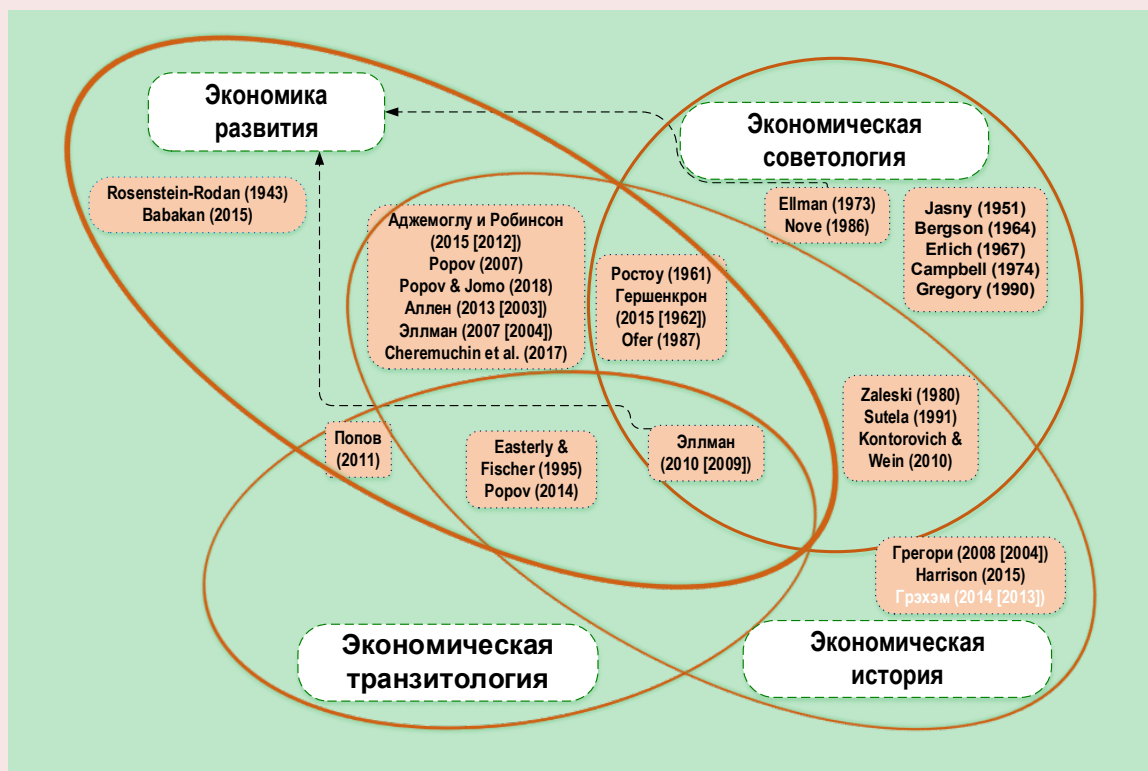 Экономика
развития
Экономическая
советология
Rosenstein-Rodan (1943)
Babakan (2015)
Аджемоглу и Робинсон
(2015 [2012])
Popov (2007)
Popov & Jomo (2018)
Аллен (2013 [2003])
Эллман (2007 [2004])
Cheremuchin et al. (2017)
Ростоу (1961)
Гершенкрон
(2015 [1962])
Ofer (1987)
Ellman (1973)
Nove (1986)
Jasny (1951)
Bergson (1964)
Erlich (1967)
Campbell (1974)
Gregory (1990)
Zaleski (1980)
Sutela (1991)
Kontorovich &
Wein (2010)
Попов
(2011)
Easterly &
Fischer (1995)
Popov (2014)
Эллман
(2010 [2009])
Грегори (2008 [2004])
Harrison (2015)
Грэхэм (2014 [2013])
Экономическая
транзитология
Экономическая
история